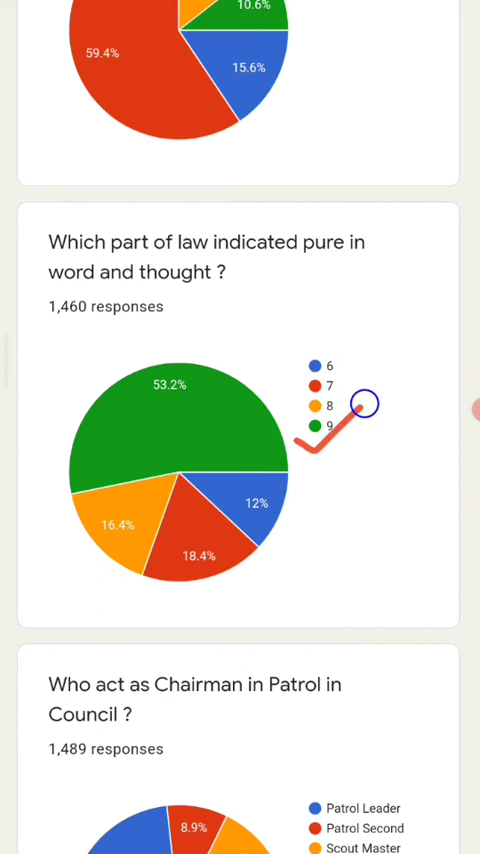 10.6%
59.4%
15.6%
Which part of law indicated pure in
word and thought ?
1,460 responses
53.2%
6
7
8
9
12%
16.4%
18.4%
Who act as Chairman in Patrol in
Council ?
1,489 responses
Patrol Leader
8.9%
Patrol Second
Scout Master